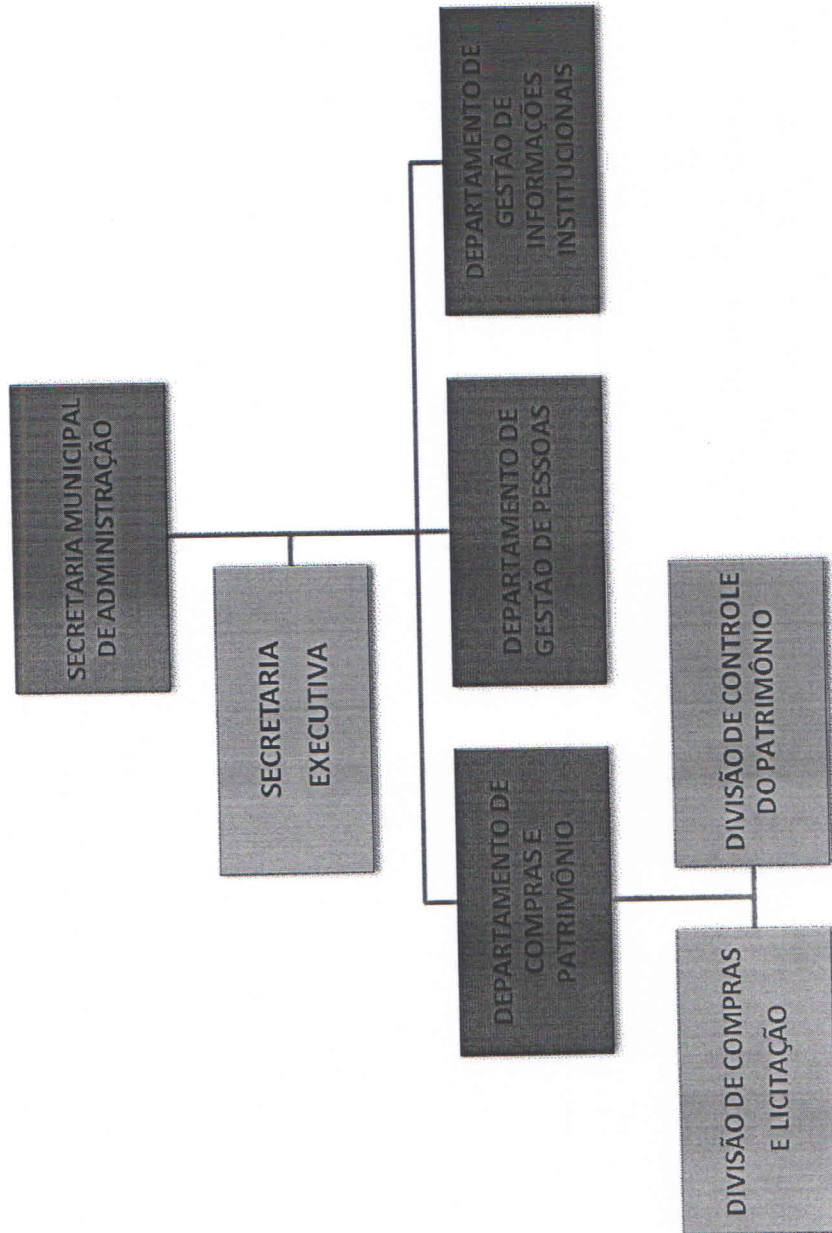 SECRETARIA MUNICIPAL
DE ADMINISTRAÇÃO
SECRETARIA
EXECUTIVA
DEPARTAMENTO DE
COMPRAS E
PATRIMÔNIO
DEPARTAMENTO DE
GESTÃO DE PESSOAS
DEPARTAMENTO DE
GESTÃO DE
INFORMAÇÕES
INSTITUCIONAIS
DIVISÃO DE COMPRAS
E LICITAÇÃO
DIVISÃO DE CONTROLE
DO PATRIMÔNIO